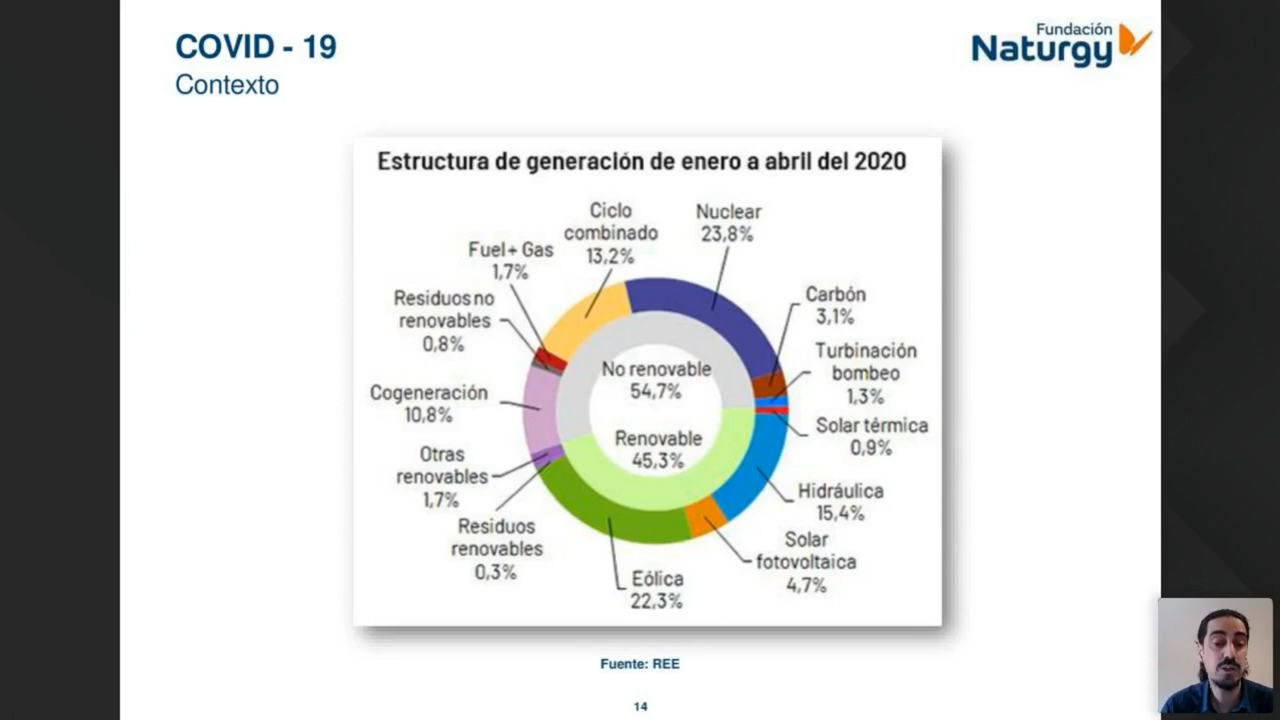 COVID - 19
Contexto
Fundación
Naturgy
Estructura de generación de enero a abril del 2020
Ciclo
combinado
13,2%
Nuclear
23,8%
Fuel+ Gas
1,7%
Residuos no
renovables
0,8%
Carbón
3,1%
Turbinación
bombeo
1,3%
No renovable
54,7%
Cogeneración
10,8%
Solar térmica
0,9%
Renovable
45,3%
Otras
renovables
1,7%
Hidráulica
15,4%
Residuos
renovables
0,3%
Solar
fotovoltaica
4,7%
Eólica
22,3%
Fuente: REE
14